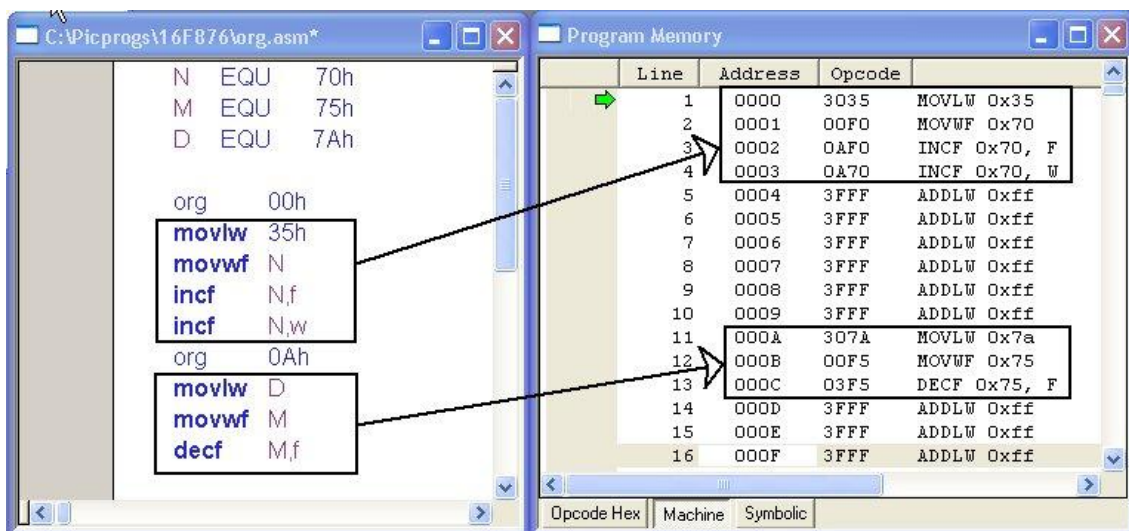 C:\Picprogs\16F876\org.asm*
N EQU 70h
M EQU 75h
D EQU 7Ah
org 00h
movlw 35h
movwf N
incf N,f
incf N,w
org 0Ah
movlw D
movwf M
decf M,f
Program Memory
Line Address Opcode
1 0000 3035 MOVLW 0x35
2 0001 00F0 MOVWF 0x70
3 0002 0AF0 INCF 0x70, F
4 0003 0A70 INCF 0x70, W
5 0004 3FFF ADDLW 0xff
6 0005 3FFF ADDLW 0xff
7 0006 3FFF ADDLW 0xff
8 0007 3FFF ADDLW 0xff
9 0008 3FFF ADDLW 0xff
10 0009 3FFF ADDLW 0xff
11 000A 307A MOVLW 0x7a
12 000B 00F5 MOVWF 0x75
13 000C 03F5 DECF 0x75, F
14 000D 3FFF ADDLW 0xff
15 000E 3FFF ADDLW 0xff
16 000F 3FFF ADDLW 0xff
Opcode Hex Machine Symbolic